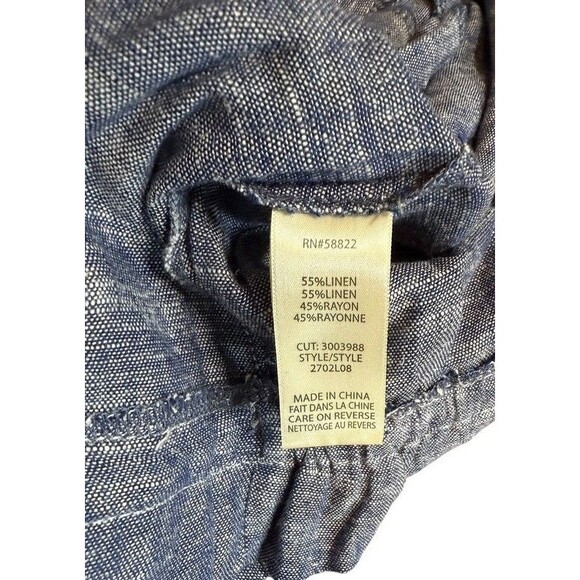 RN#58822
55%LINEN
55%LINEN
45%RAYON
45%RAYONNE
CUT: 3003988
STYLE/STYLE
2702L08
MADE IN CHINA
FAIT DANS LA CHINE
CARE ON REVERSE
NETTOYAGE AU REVERS